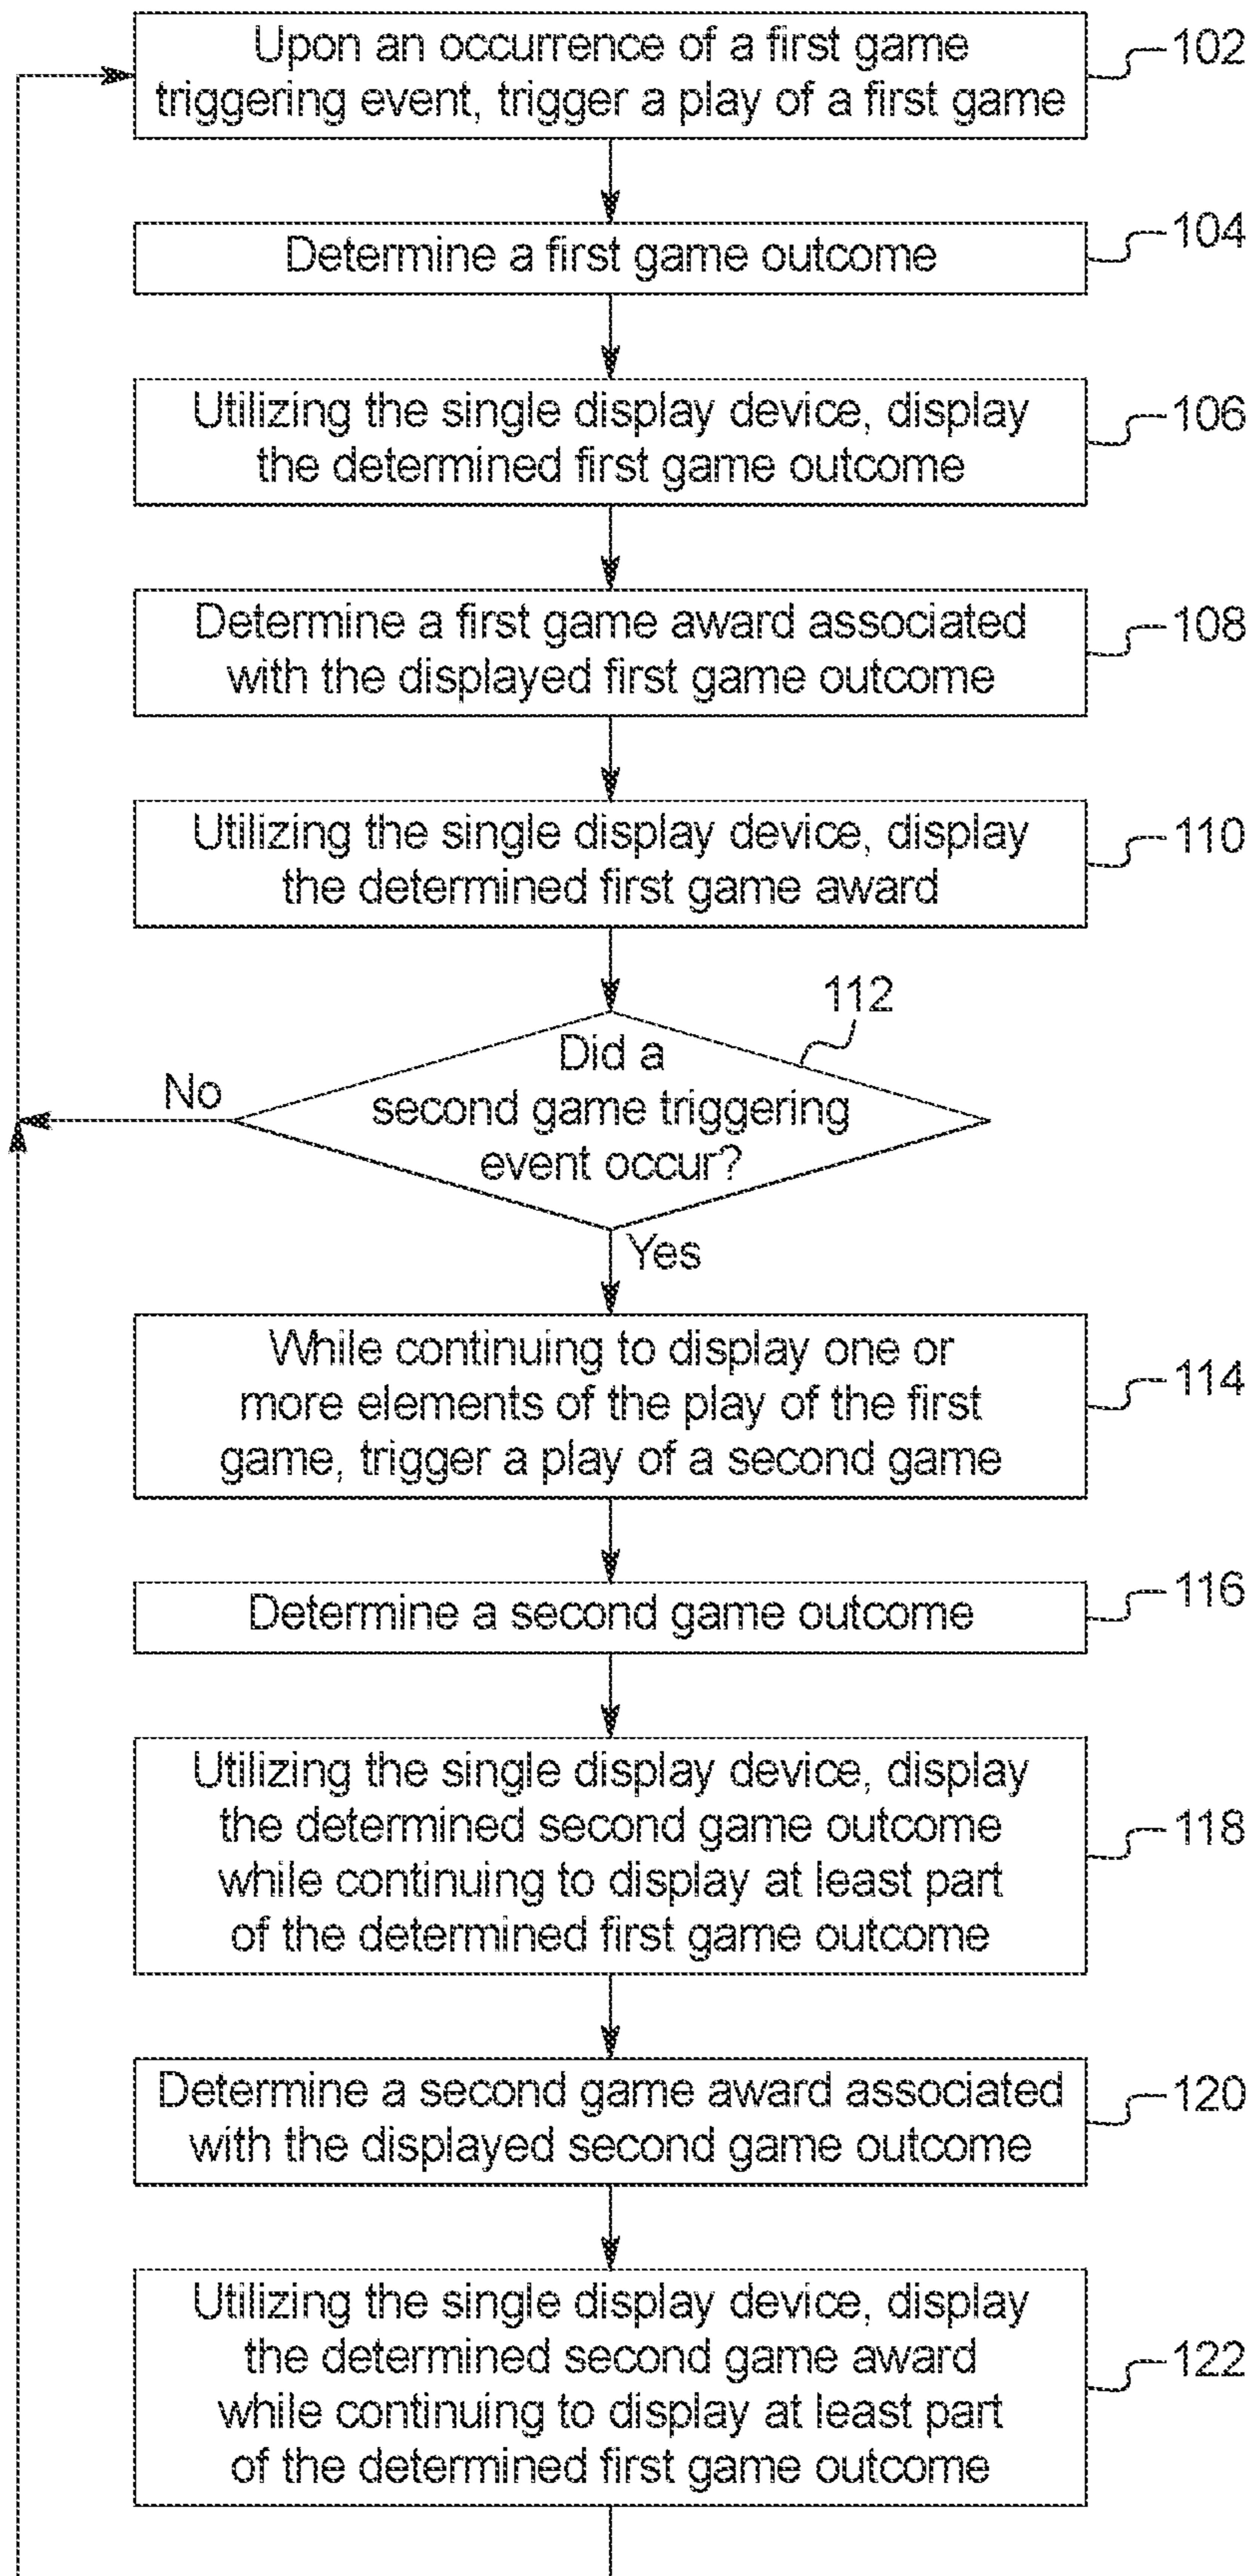 Upon an occurrence of a first game
triggering event, trigger a play of a first game
102
Determine a first game outcome
104
Utilizing the single display device, display
the determined first game outcome
106
Determine a first game award associated
with the displayed first game outcome
108
Utilizing the single display device, display
the determined first game award
110
112
Did a
second game triggering
event occur?
No
Yes
While continuing to display one or
more elements of the play of the first
game, trigger a play of a second game
114
Determine a second game outcome
116
Utilizing the single display device, display
the determined second game outcome
while continuing to display at least part
of the determined first game outcome
118
Determine a second game award associated
with the displayed second game outcome
120
Utilizing the single display device, display
the determined second game award
while continuing to display at least part
of the determined first game outcome
122